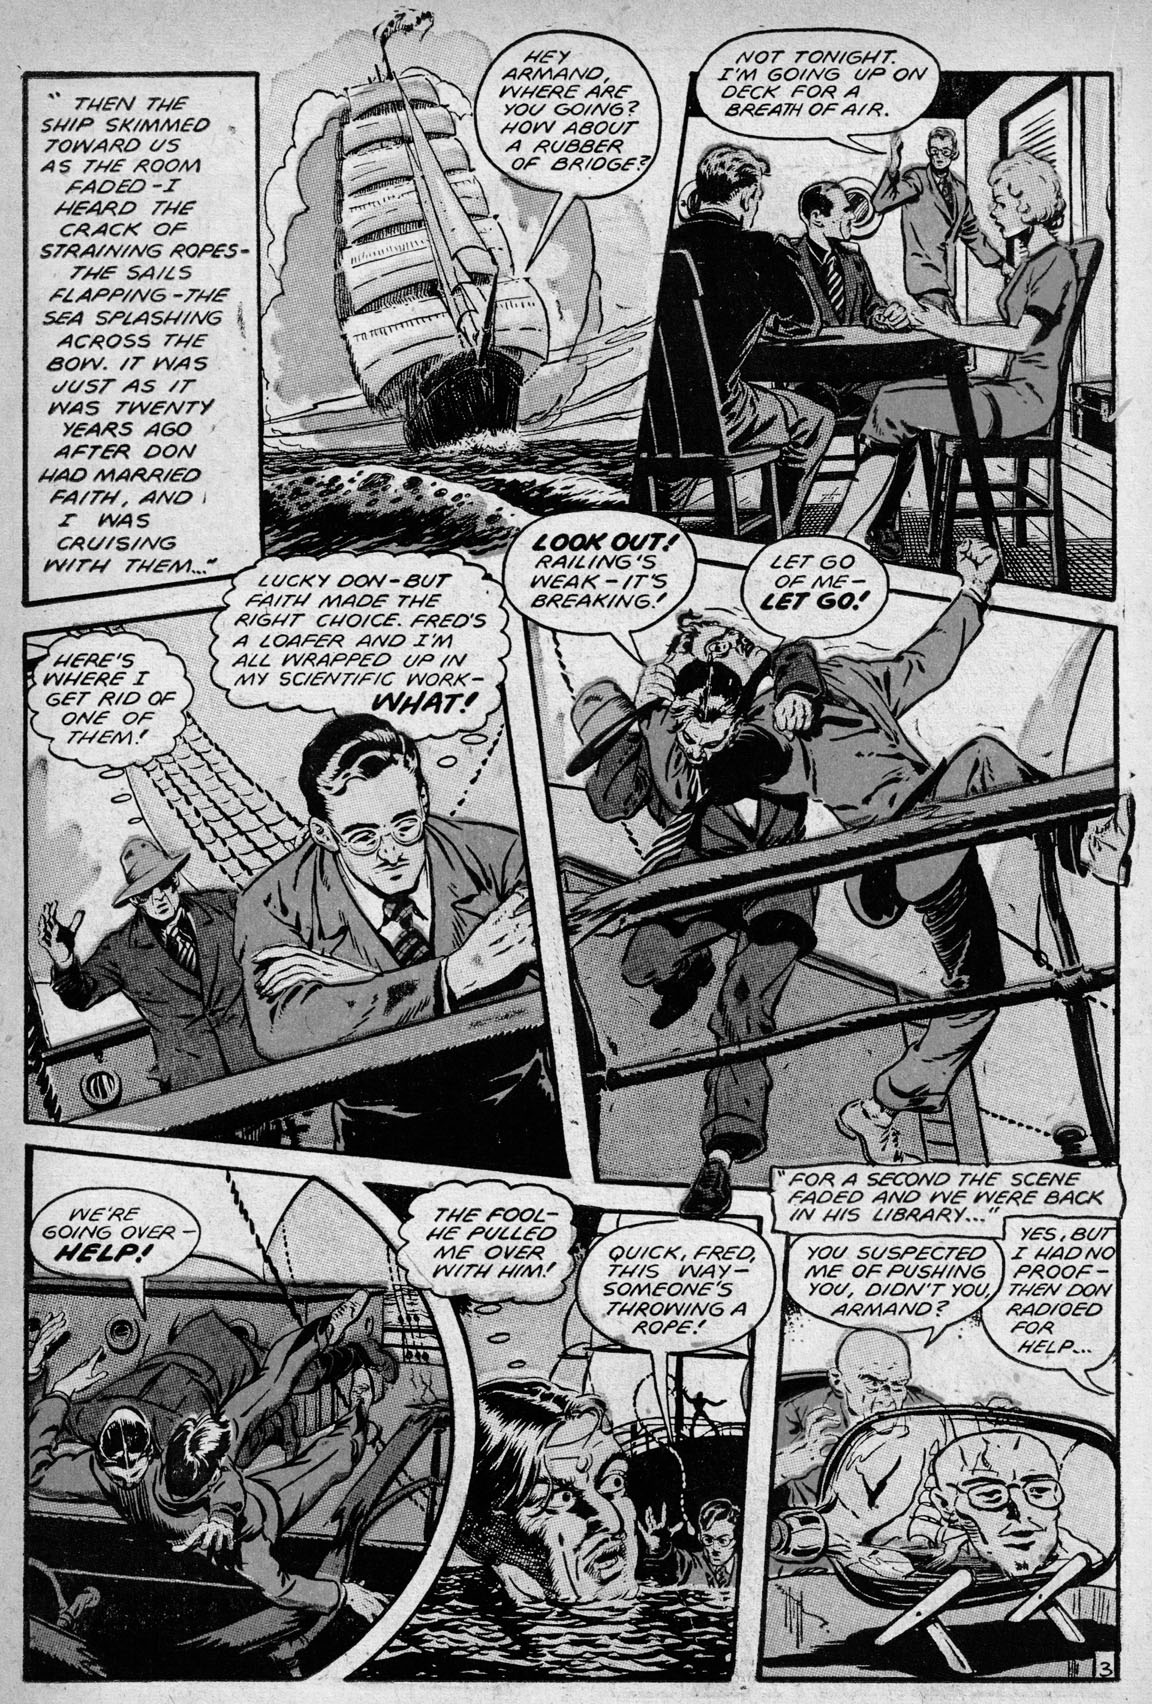 " THEN THE
SHIP SKIMMED
TOWARD US
AS THE ROOM
FADED - I
HEARD THE
CRACK OF
STRAINING ROPES -
THE SAILS
FLAPPING - THE
SEA SPLASHING
ACROSS THE
BOW. IT WAS
JUST AS IT
WAS TWENTY
YEARS AGO
AFTER DON
HAD MARRIED
FAITH, AND
I WAS
CRUISING
WITH THEM..."
HEY
ARMAND,
WHERE ARE
YOU GOING?
HOW ABOUT
A RUBBER
OF BRIDGE?
NOT TONIGHT.
I'M GOING UP ON
DECK FOR A
BREATH OF AIR.
HERE'S
WHERE I
GET RID OF
ONE OF
THEM!
LUCKY DON - BUT
FAITH MADE THE
RIGHT CHOICE. FRED'S
A LOAFER AND I'M
ALL WRAPPED UP IN
MY SCIENTIFIC WORK -
WHAT!
LOOK OUT!
RAILING'S
WEAK - IT'S
BREAKING!
LET GO
OF ME -
LET GO!
WE'RE
GOING OVER -
HELP!
THE FOOL -
HE PULLED
ME OVER
WITH HIM!
QUICK, FRED,
THIS WAY -
SOMEONE'S
THROWING A
ROPE!
"FOR A SECOND THE SCENE
FADED AND WE WERE BACK
IN HIS LIBRARY..."
YOU SUSPECTED
ME OF PUSHING
YOU, DIDN'T YOU,
ARMAND?
YES, BUT
I HAD NO
PROOF -
THEN DON
RADIOED
FOR
HELP...
3